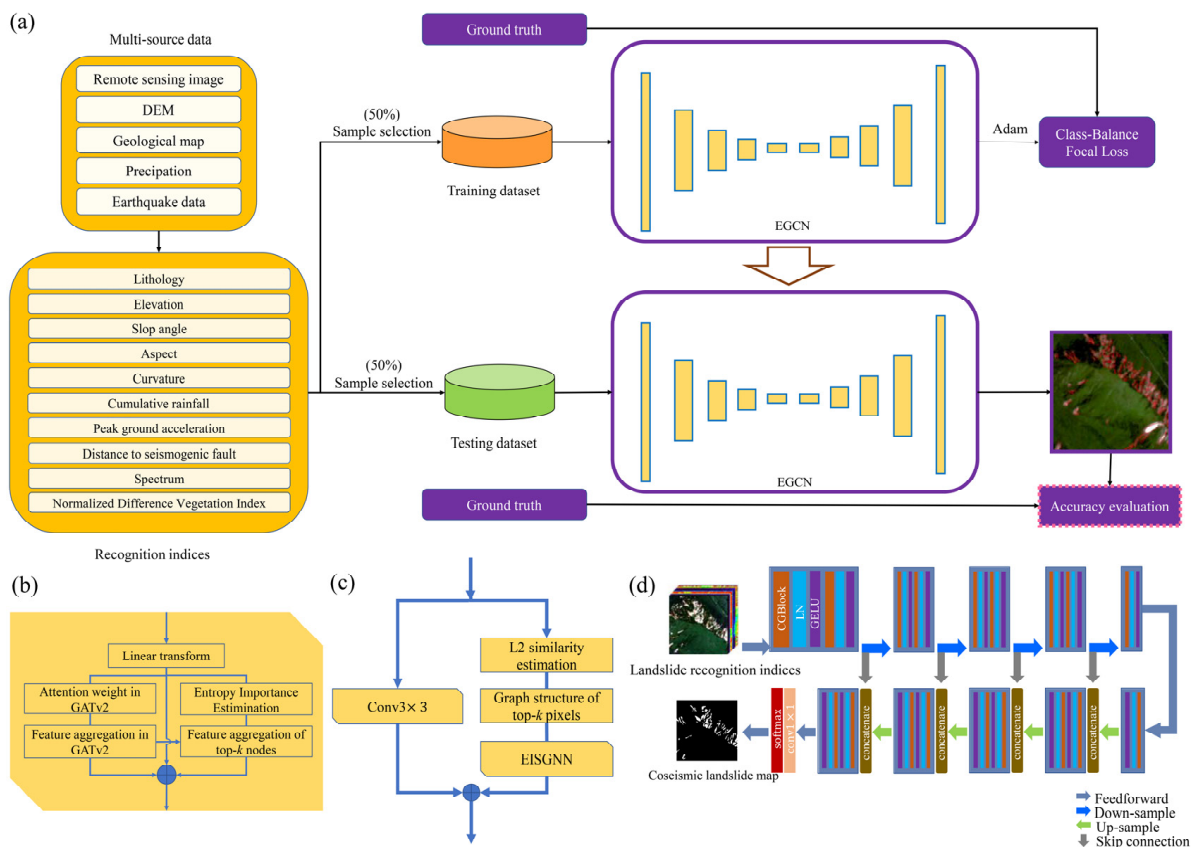 (a)
Multi-source data
Remote sensing image
DEM
Geological map
Precipation
Earthquake data
Lithology
Elevation
Slop angle
Aspect
Curvature
Cumulative rainfall
Peak ground acceleration
Distance to seismogenic fault
Spectrum
Normalized Difference Vegetation Index
Recognition indices
Ground truth
(50%)
Sample selection
Training dataset
EGCN
Adam
Class-Balance
Focal Loss
(50%)
Sample selection
Testing dataset
EGCN
Ground truth
Accuracy evaluation
(b)
Linear transform
Attention weight in
GATv2
Entropy Importance
Estimination
Feature aggregation in
GATv2
Feature aggregation of
top-k nodes
(c)
Conv3×3
L2 similarity
estimation
Graph structure of
top-k pixels
EISGNN
(d)
CGBlock
LN
GELU
Landslide recognition indices
softmax
conv1×1
concatenate
concatenate
concatenate
concatenate
Coseismic landslide map
Feedforward
Down-sample
Up-sample
Skip connection